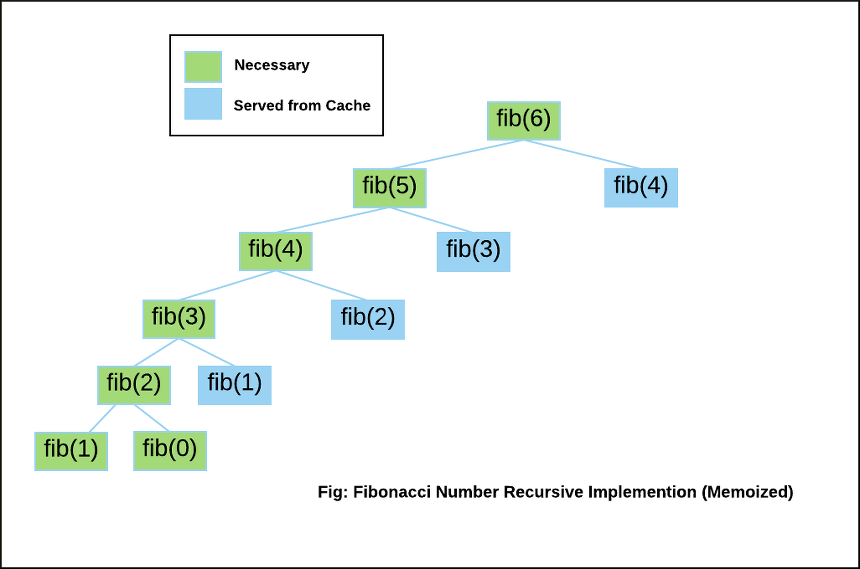 Necessary
Served from Cache
fib(6)
fib(5)
fib(4)
fib(4)
fib(3)
fib(3)
fib(2)
fib(2)
fib(1)
fib(1)
fib(0)
Fig: Fibonacci Number Recursive Implemention (Memoized)